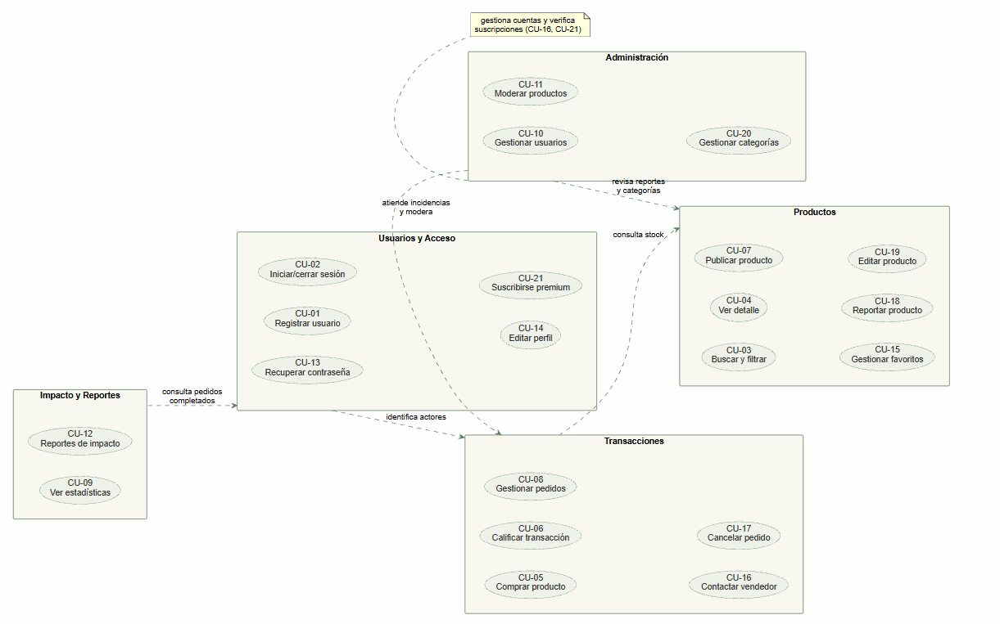 gestiona cuentas y verifica
suscripciones (CU-16, CU-21)
Administración
CU-11
Moderar productos
CU-10
Gestionar usuarios
CU-20
Gestionar categorías
revisa reportes
y categorías
atiende incidencias
y modera
consulta stock
Productos
CU-07
Publicar producto
CU-19
Editar producto
CU-04
Ver detalle
CU-18
Reportar producto
CU-03
Buscar y filtrar
CU-15
Gestionar favoritos
Usuarios y Acceso
CU-02
Iniciar/cerrar sesión
CU-21
Suscribirse premium
CU-01
Registrar usuario
CU-14
Editar perfil
CU-13
Recuperar contraseña
Impacto y Reportes
consulta pedidos
completados
CU-12
Reportes de impacto
CU-09
Ver estadísticas
identifica actores
Transacciones
CU-08
Gestionar pedidos
CU-06
Calificar transacción
CU-17
Cancelar pedido
CU-05
Comprar producto
CU-16
Contactar vendedor